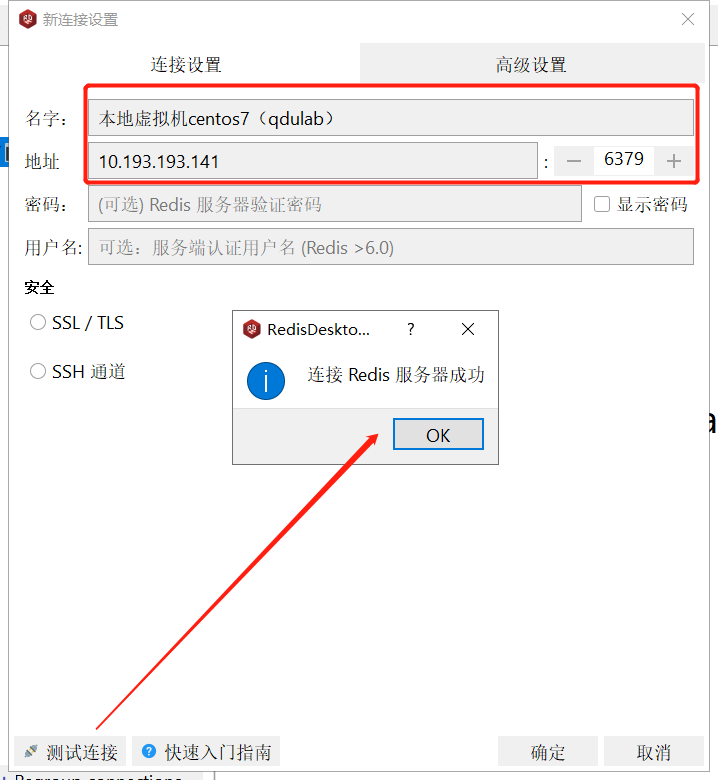 新连接设置
连接设置
高级设置
名字：
本地虚拟机centos7（qdulab）
地址
10.193.193.141
:
6379
密码：
(可选) Redis 服务器验证密码
显示密码
用户名:
可选：服务端认证用户名 (Redis >6.0)
安全
SSL / TLS
SSH 通道
RedisDeskto...
?
连接 Redis 服务器成功
OK
测试连接
快速入门指南
确定
取消